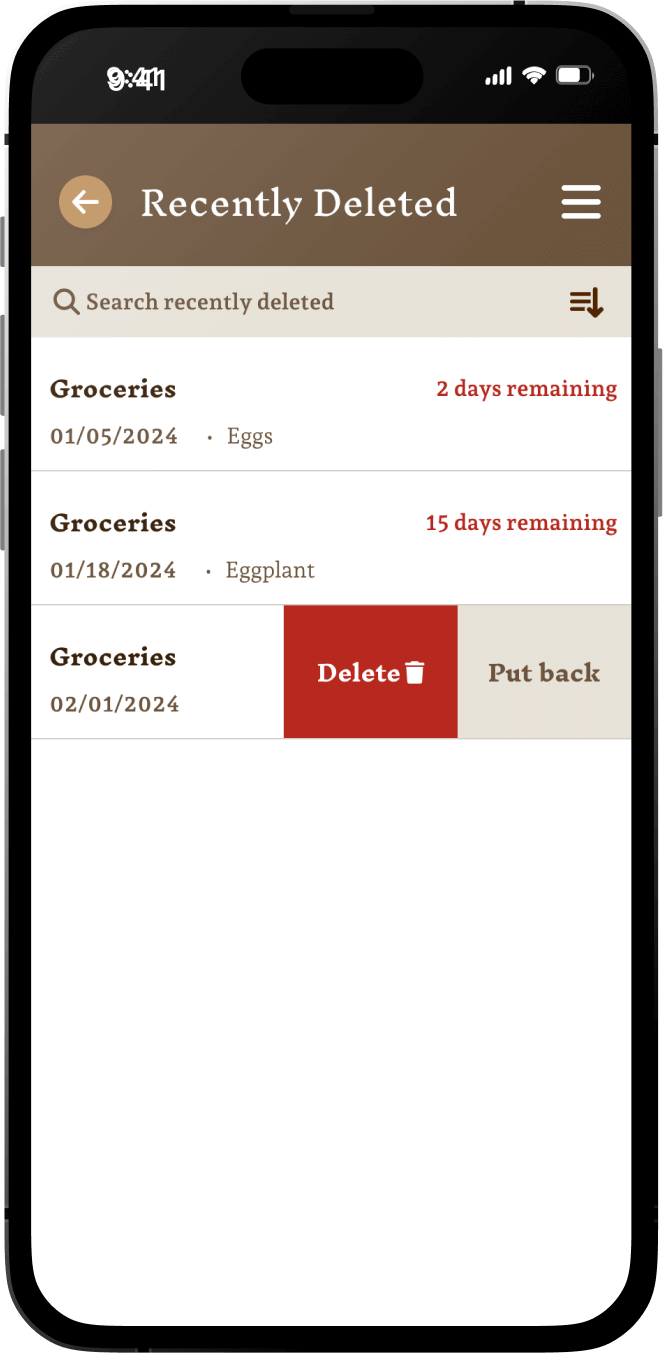 9:41
Recently Deleted
Search recently deleted
Groceries
2 days remaining
01/05/2024 · Eggs
Groceries
15 days remaining
01/18/2024 · Eggplant
Groceries
02/01/2024
Delete
Put back